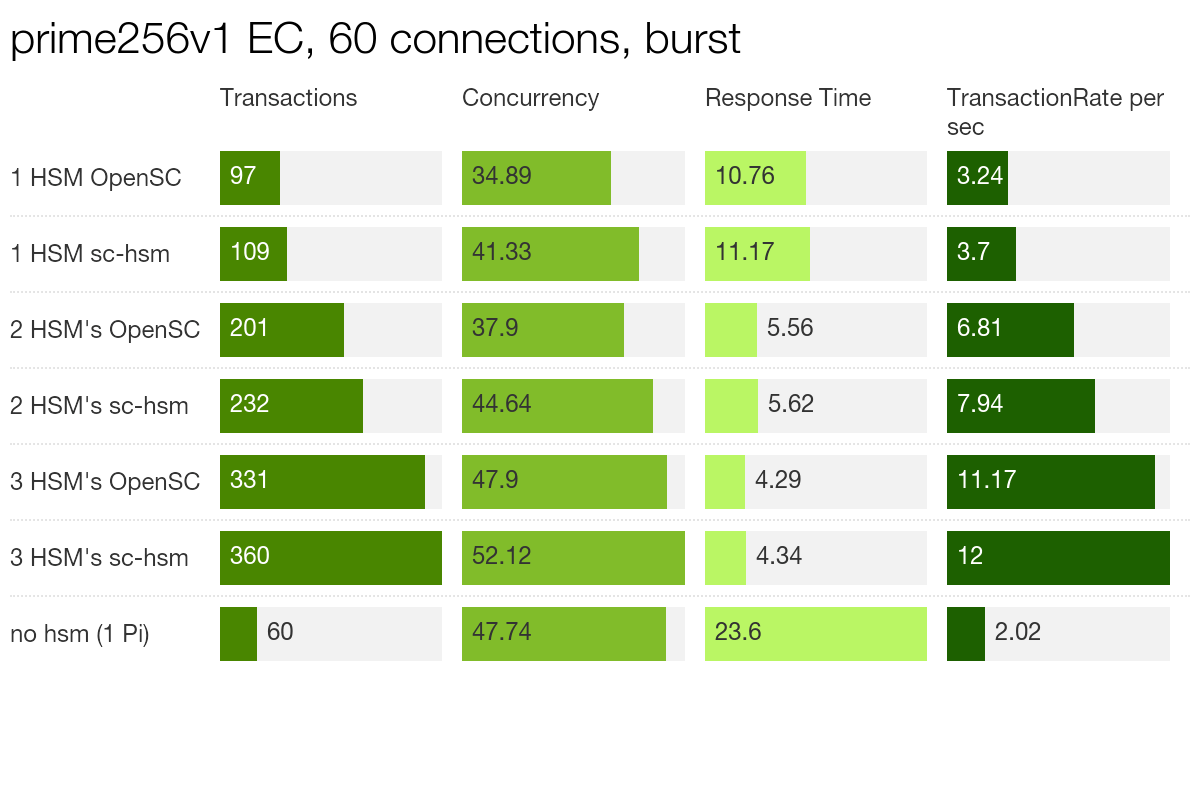 prime256v1 EC, 60 connections, burst
Transactions Concurrency Response Time TransactionRate per
sec
1 HSM OpenSC 97 34.89 10.76 3.24
1 HSM sc-hsm 109 41.33 11.17 3.7
2 HSM's OpenSC 201 37.9 5.56 6.81
2 HSM's sc-hsm 232 44.64 5.62 7.94
3 HSM's OpenSC 331 47.9 4.29 11.17
3 HSM's sc-hsm 360 52.12 4.34 12
no hsm (1 Pi) 60 47.74 23.6 2.02